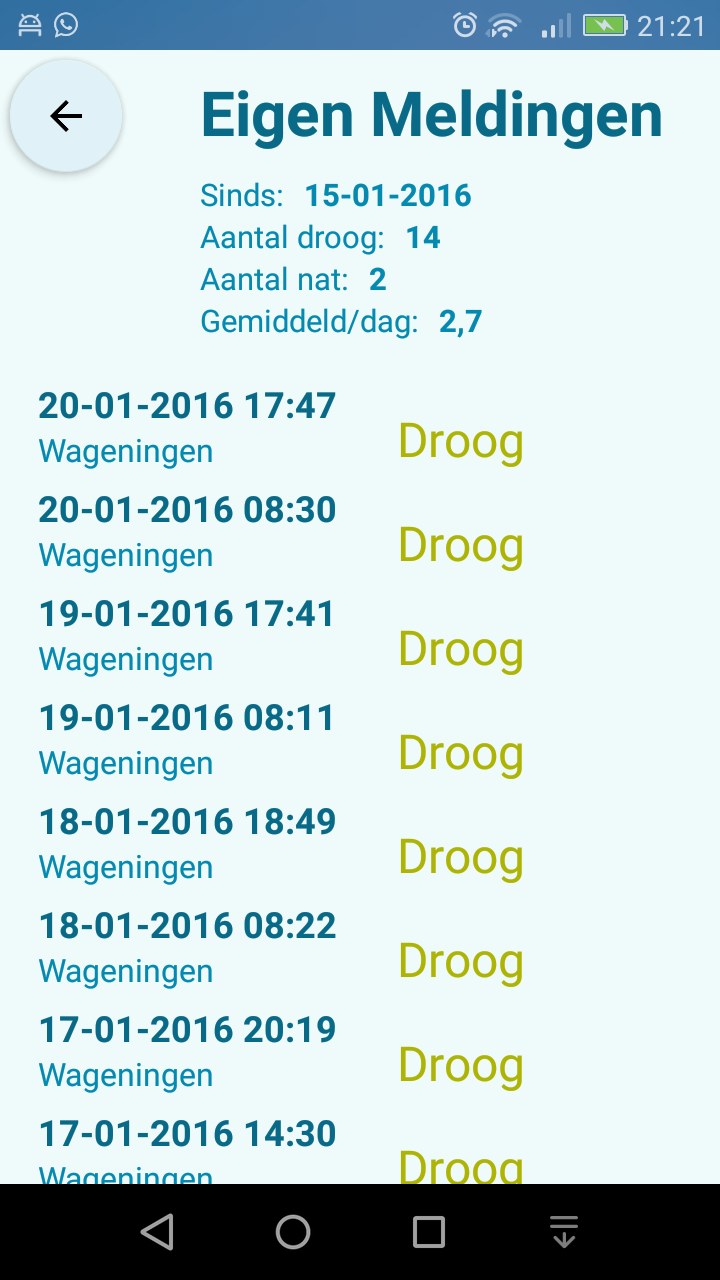 21:21
Eigen Meldingen
Sinds: 15-01-2016
Aantal droog: 14
Aantal nat: 2
Gemiddeld/dag: 2,7
20-01-2016 17:47
Wageningen
Droog
20-01-2016 08:30
Wageningen
Droog
19-01-2016 17:41
Wageningen
Droog
19-01-2016 08:11
Wageningen
Droog
18-01-2016 18:49
Wageningen
Droog
18-01-2016 08:22
Wageningen
Droog
17-01-2016 20:19
Wageningen
Droog
17-01-2016 14:30
Wageningen
Droog